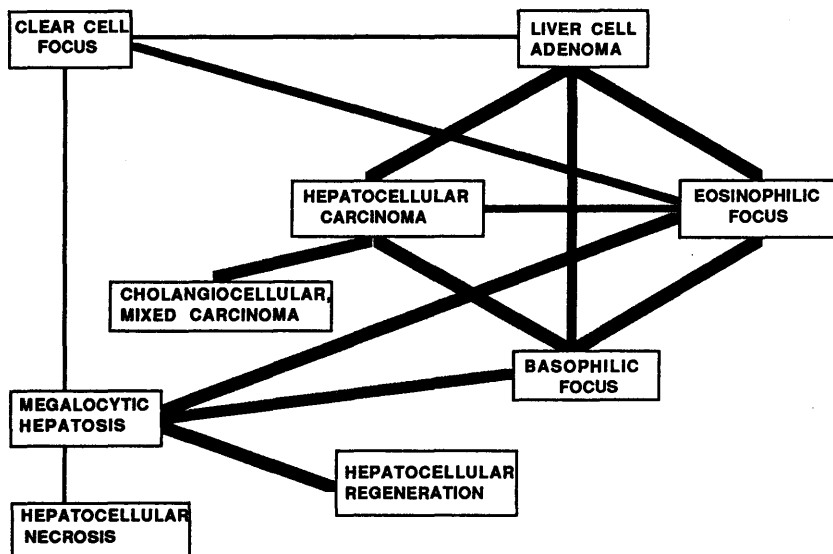 CLEAR CELL
FOCUS
LIVER CELL
ADENOMA
HEPATOCELLULAR
CARCINOMA
EOSINOPHILIC
FOCUS
CHOLANGIOCELLULAR,
MIXED CARCINOMA
BASOPHILIC
FOCUS
MEGALOCYTIC
HEPATOSIS
HEPATOCELLULAR
REGENERATION
HEPATOCELLULAR
NECROSIS